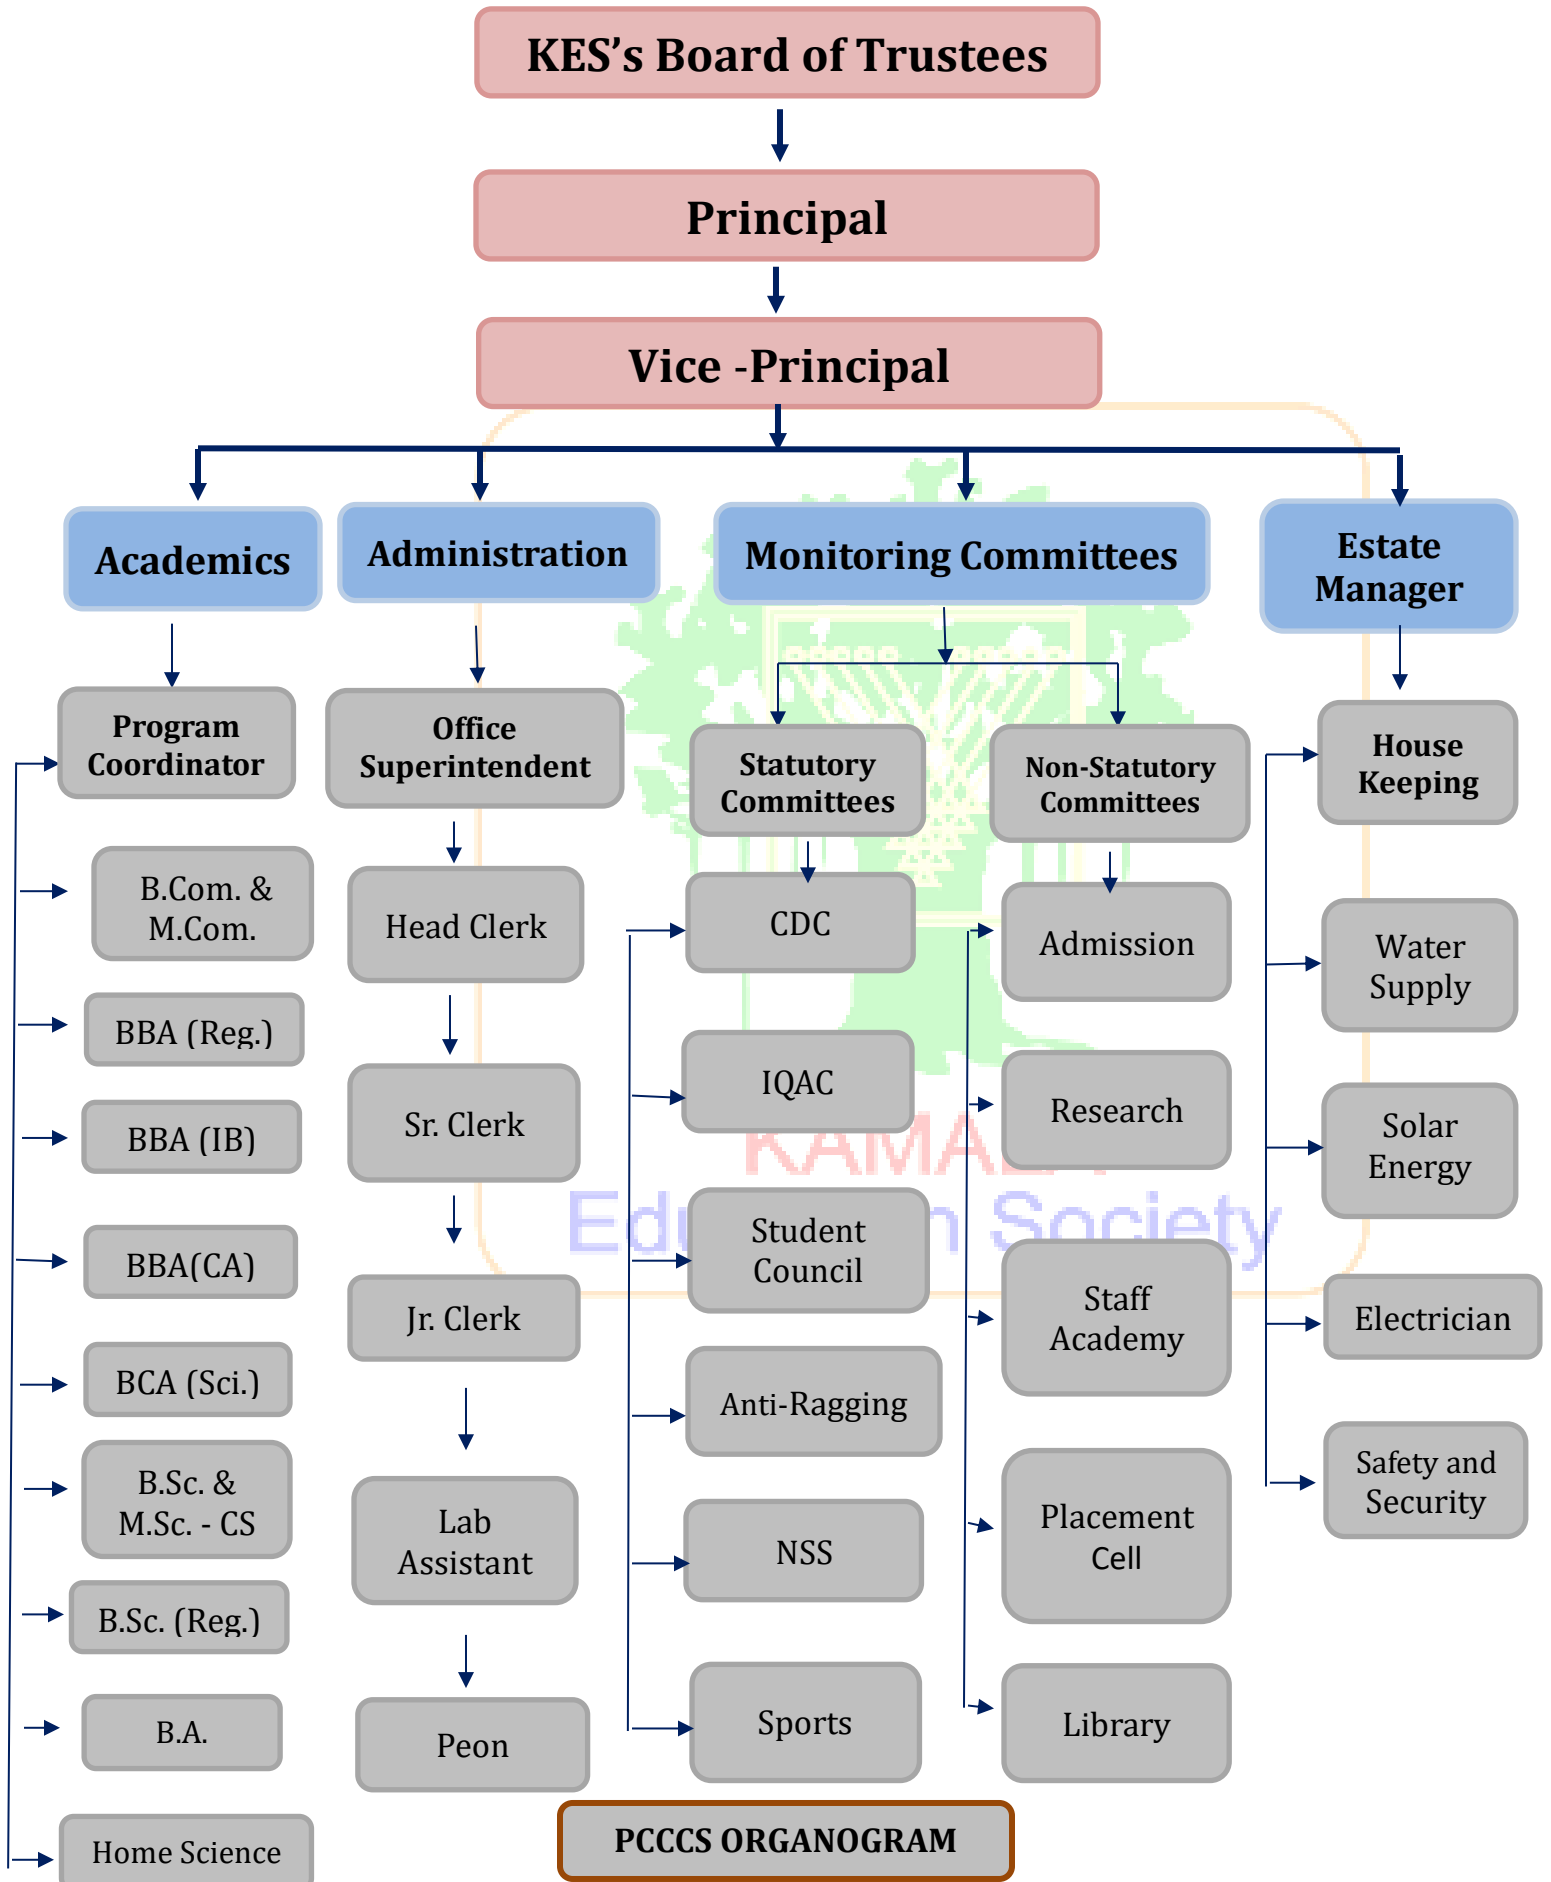 KES’s Board of Trustees
Principal
Vice -Principal
Academics
Administration
Monitoring Committees
Estate
Manager
Program
Coordinator
B.Com. &
M.Com.
BBA (Reg.)
BBA (IB)
BBA(CA)
BCA (Sci.)
B.Sc. &
M.Sc. - CS
B.Sc. (Reg.)
B.A.
Home Science
Office
Superintendent
Head Clerk
Sr. Clerk
Jr. Clerk
Lab
Assistant
Peon
Statutory
Committees
CDC
IQAC
Student
Council
Anti-Ragging
NSS
Sports
Non-Statutory
Committees
Admission
Research
Staff
Academy
Placement
Cell
Library
House
Keeping
Water
Supply
Solar
Energy
Electrician
Safety and
Security
Society
PCCCS ORGANOGRAM